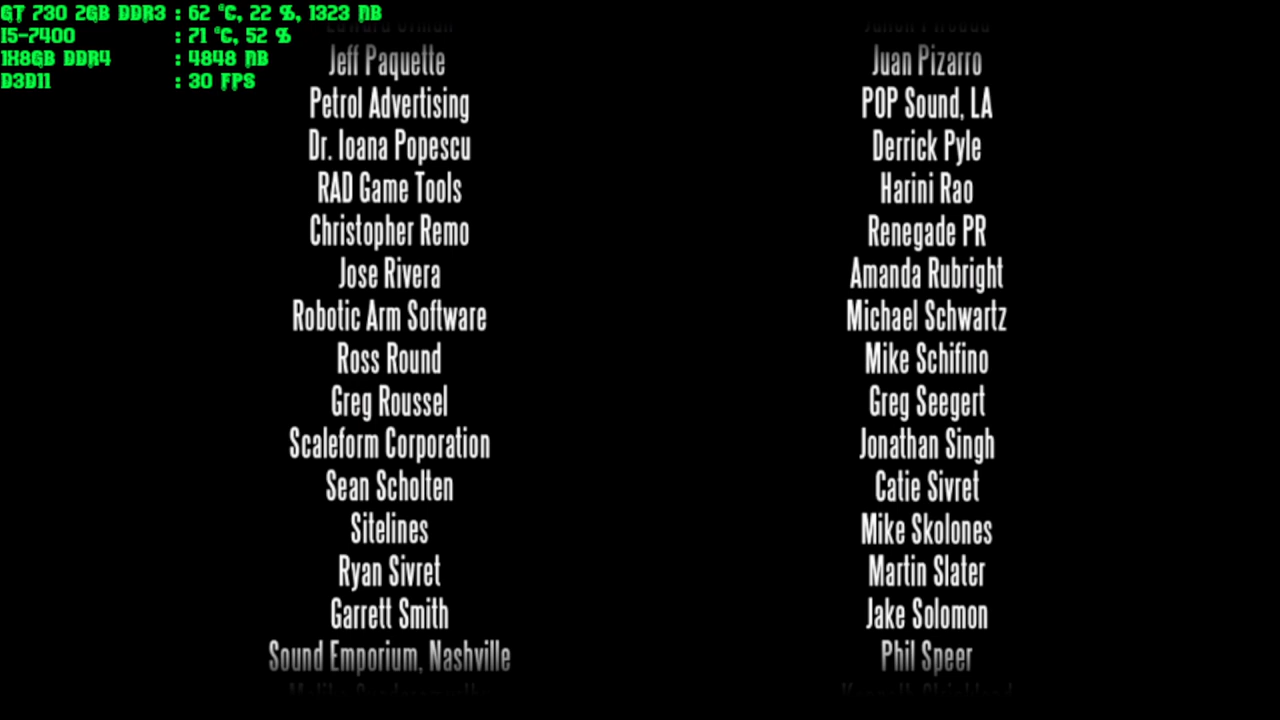 GT 730 2GB DDR3 : 62 °C, 22 %, 1323 MB
I5-7400 : 71 °C, 52 %
1X8GB DDR4 : 4848 MB
D3D11 : 30 FPS
Jeff Paquette Juan Pizarro
Petrol Advertising POP Sound, LA
Dr. Ioana Popescu Derrick Pyle
RAD Game Tools Harini Rao
Christopher Remo Renegade PR
Jose Rivera Amanda Rubright
Robotic Arm Software Michael Schwartz
Ross Round Mike Schifino
Greg Roussel Greg Seegert
Scaleform Corporation Jonathan Singh
Sean Scholten Catie Sivret
Sitelines Mike Skolones
Ryan Sivret Martin Slater
Garrett Smith Jake Solomon
Sound Emporium, Nashville Phil Speer